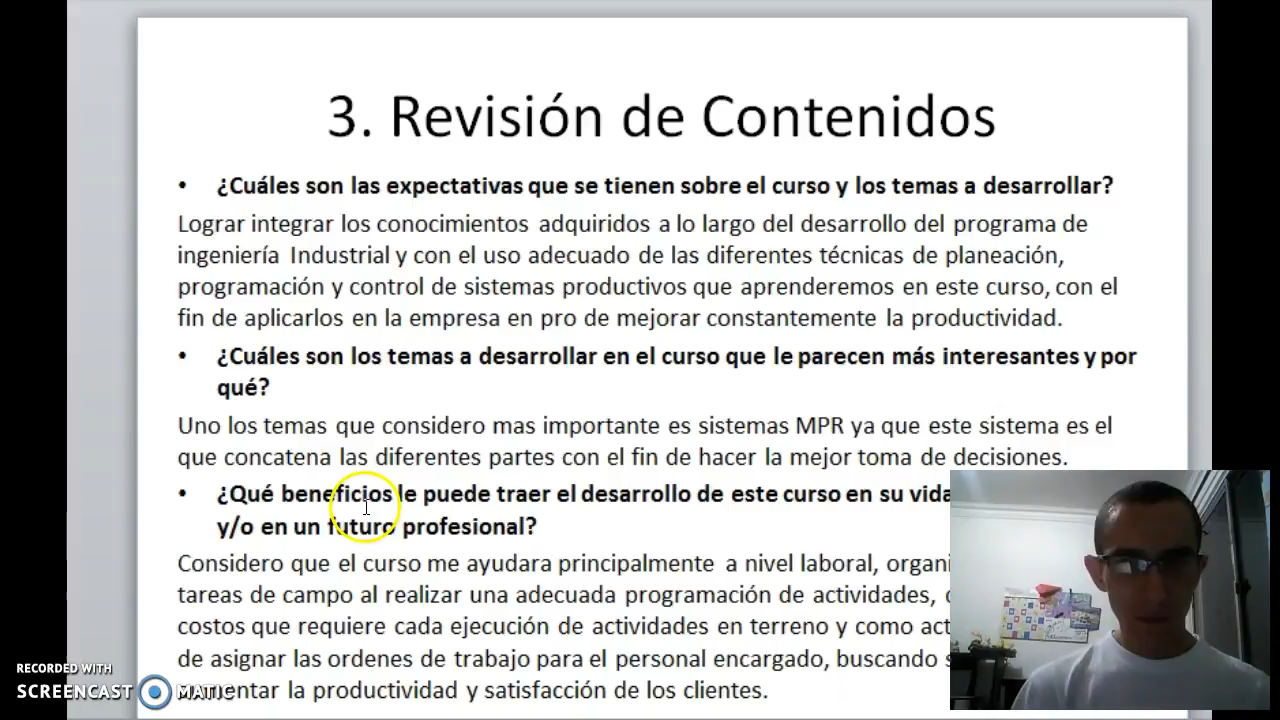 3. Revisión de Contenidos
• ¿Cuáles son las expectativas que se tienen sobre el curso y los temas a desarrollar?
Lograr integrar los conocimientos adquiridos a lo largo del desarrollo del programa de
ingeniería Industrial y con el uso adecuado de las diferentes técnicas de planeación,
programación y control de sistemas productivos que aprenderemos en este curso, con el
fin de aplicarlos en la empresa en pro de mejorar constantemente la productividad.
• ¿Cuáles son los temas a desarrollar en el curso que le parecen más interesantes y por
qué?
Uno los temas que considero mas importante es sistemas MPR ya que este sistema es el
que concatena las diferentes partes con el fin de hacer la mejor toma de decisiones.
• ¿Qué beneficios le puede traer el desarrollo de este curso en su vida
y/o en un futuro profesional?
Considero que el curso me ayudara principalmente a nivel laboral,
tareas de campo al realizar una adecuada programación de actividades,
costos que requiere cada ejecución de actividades en terreno y como
de asignar las ordenes de trabajo para el personal encargado, buscando
la productividad y satisfacción de los clientes.
RECORDED WITH
SCREENCAST MATIC